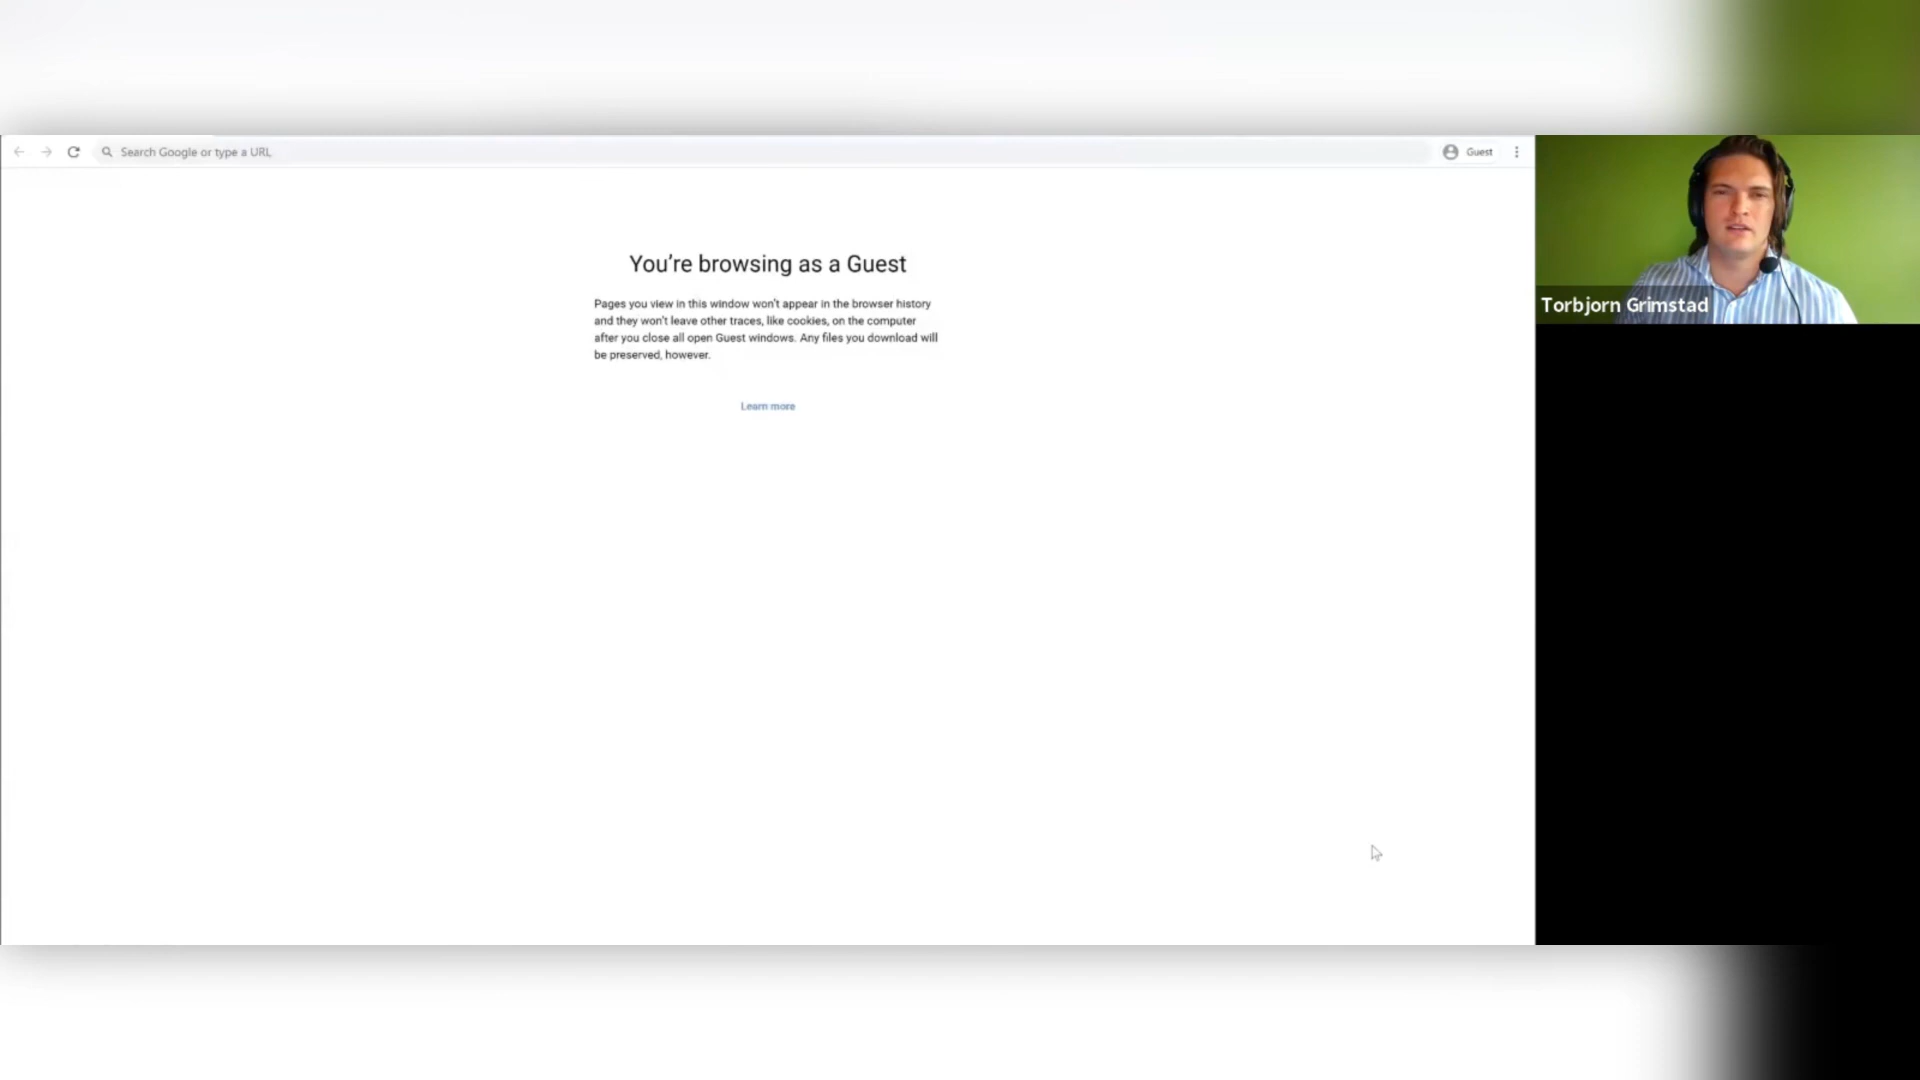 Search Google or type a URL
Guest
You're browsing as a Guest
Pages you view in this window won't appear in the browser history
and they won't leave other traces, like cookies, on the computer
after you close all open Guest windows. Any files you download will
be preserved, however.
Learn more
Torbjorn Grimstad